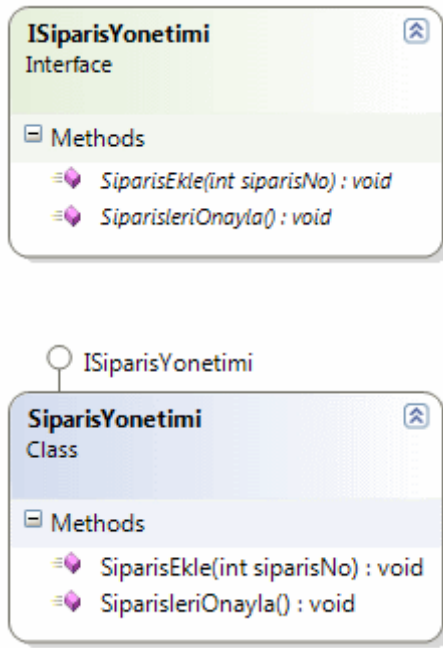 ISiparisYonetimi
Interface
Methods
SiparisEkle(int siparisNo) : void
SiparisleriOnayla() : void
ISiparisYonetimi
SiparisYonetimi
Class
Methods
SiparisEkle(int siparisNo) : void
SiparisleriOnayla() : void